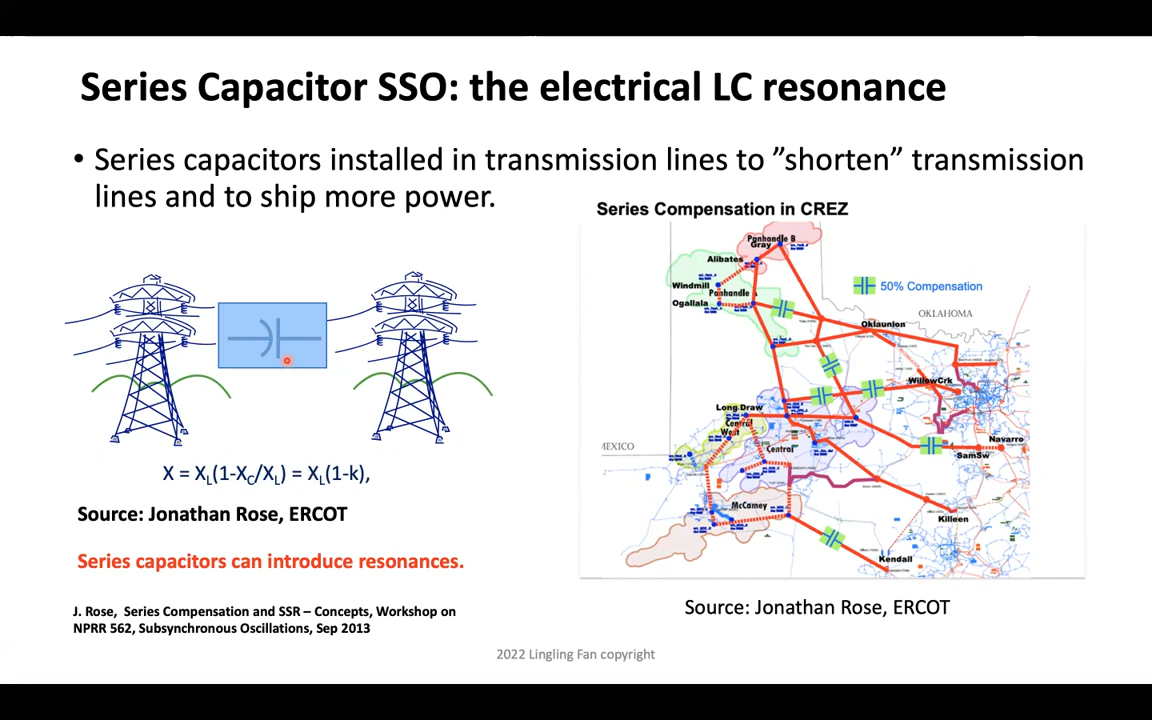 Series Capacitor SSO: the electrical LC resonance
• Series capacitors installed in transmission lines to ”shorten” transmission
lines and to ship more power.
Series Compensation in CREZ
Panhandle B
Gray
Alibates
Windmill
Panhandle
Ogallala
50% Compensation
OKLAHOMA
Oklaunion
WillowCrk
Long Draw
Central
West
MEXICO
Central
Navarro
SamSw
McCamey
Killeen
Kendall
X = XL(1-XC/XL) = XL(1-k),
Source: Jonathan Rose, ERCOT
Series capacitors can introduce resonances.
J. Rose, Series Compensation and SSR – Concepts, Workshop on
NPRR 562, Subsynchronous Oscillations, Sep 2013
Source: Jonathan Rose, ERCOT
2022 Lingling Fan copyright